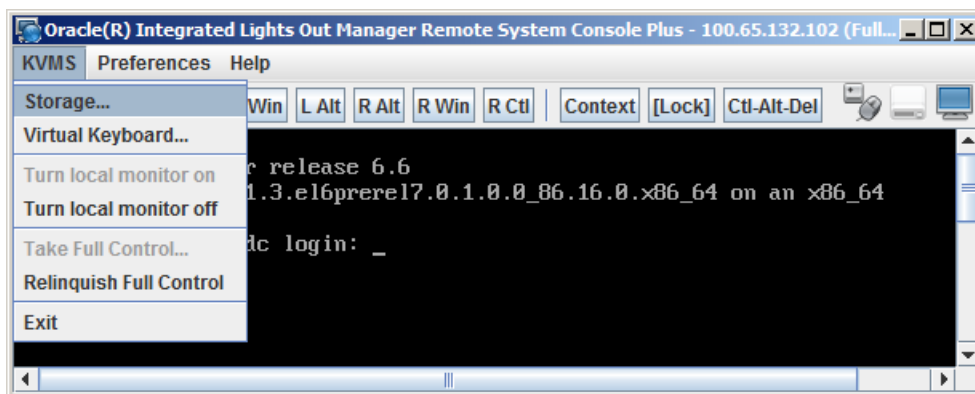 Oracle(R) Integrated Lights Out Manager Remote System Console Plus - 100.65.132.102 (Full...
KVMS Preferences Help
Storage...
Win L Alt R Alt R Win R Ctl Context [Lock] Ctl-Alt-Del
Virtual Keyboard...
Turn local monitor on
r release 6.6
Turn local monitor off
1.3.el6prerel7.0.1.0.0_86.16.0.x86_64 on an x86_64
Take Full Control...
dc login: _
Relinquish Full Control
Exit